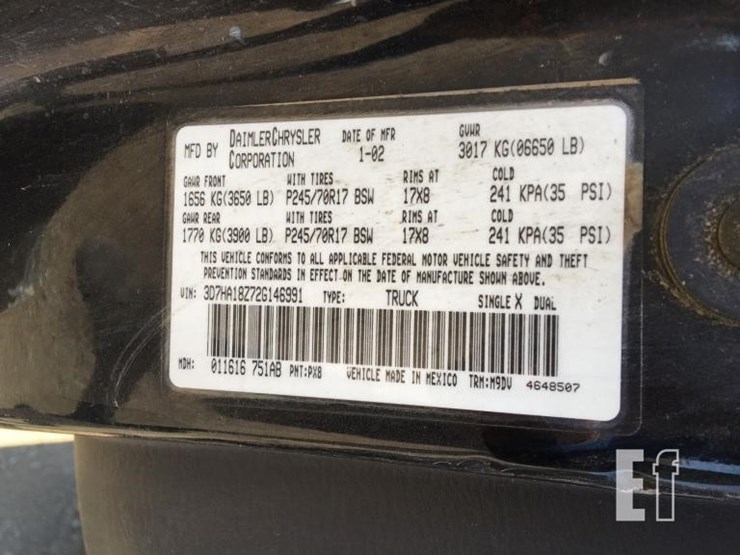 MFD BY DAIMLERCHRYSLER CORPORATION DATE OF MFR 1-02 GVWR 3017 KG(06650 LB)
GAWR FRONT WITH TIRES RIMS AT COLD
1656 KG(3650 LB) P245/70R17 BSW 17X8 241 KPA(35 PSI)
GAWR REAR WITH TIRES RIMS AT COLD
1770 KG(3900 LB) P245/70R17 BSW 17X8 241 KPA(35 PSI)
THIS VEHICLE CONFORMS TO ALL APPLICABLE FEDERAL MOTOR VEHICLE SAFETY AND THEFT
PREVENTION STANDARDS IN EFFECT ON THE DATE OF MANUFACTURE SHOWN ABOVE.
VIN: 3D7HA18Z72G146991 TYPE: TRUCK SINGLE X DUAL
MDH: 011616 751AB PNT:PX8 VEHICLE MADE IN MEXICO TRM:M9DV 4648507
Ef